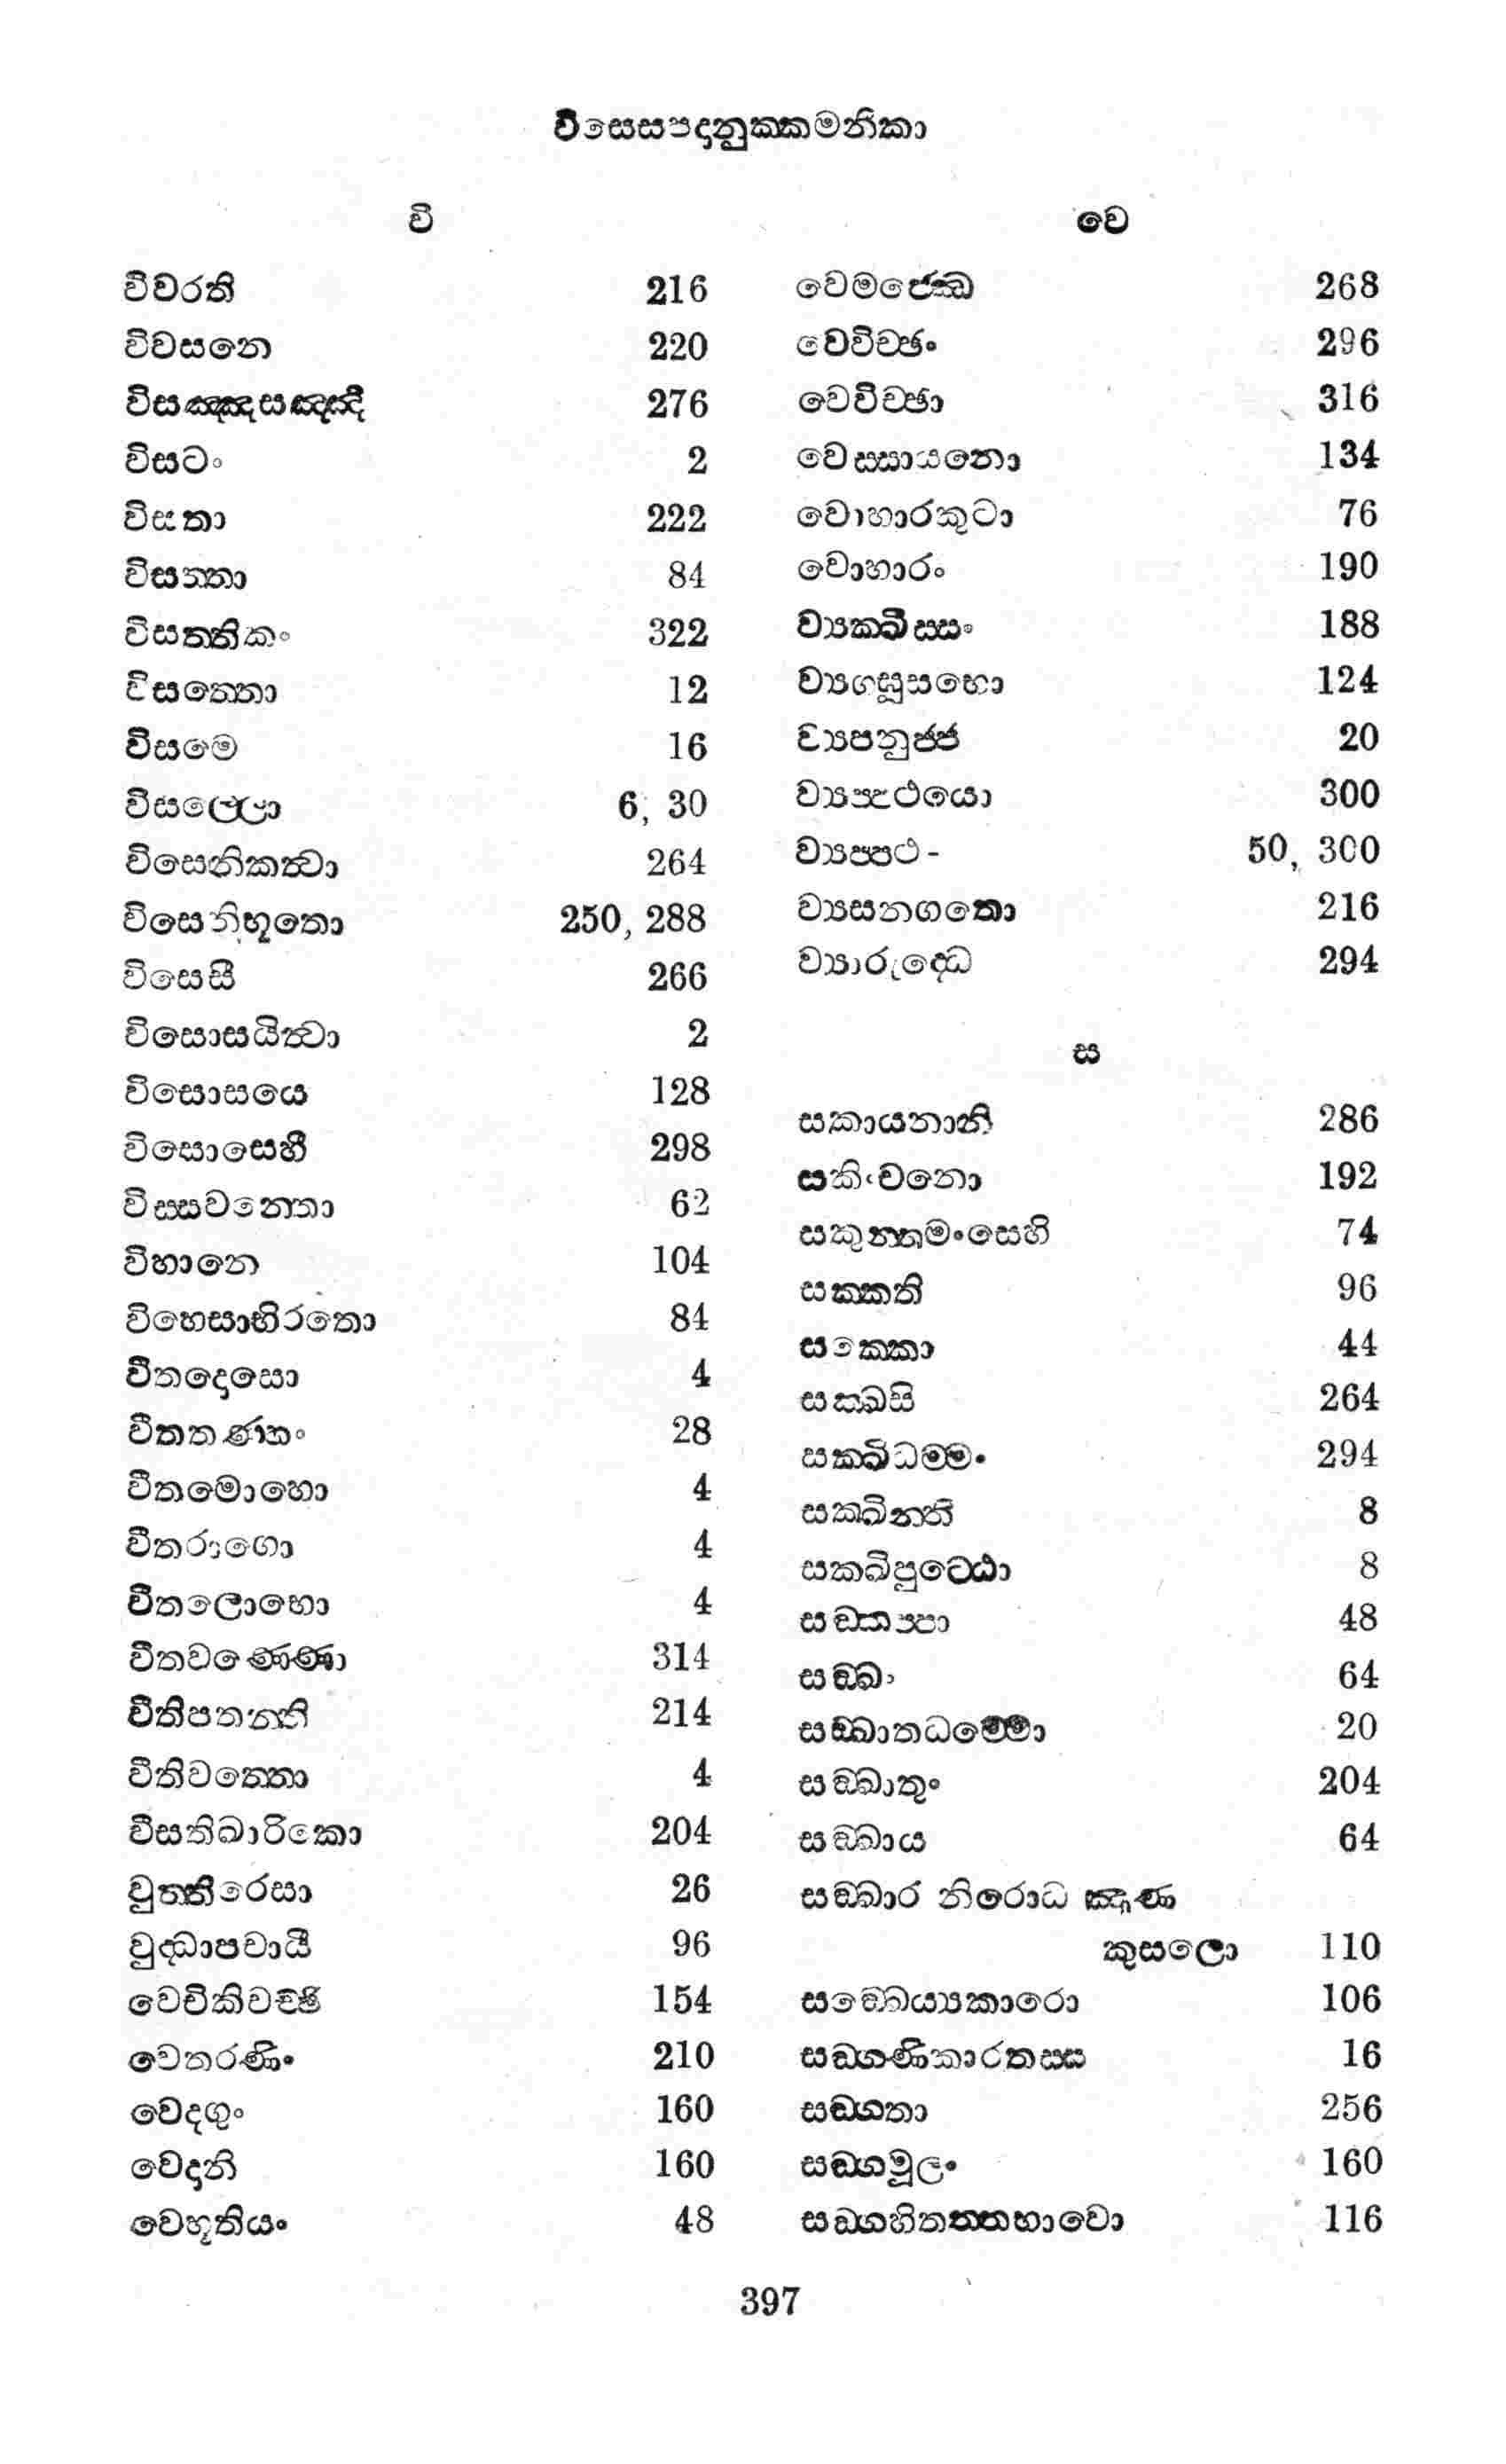 විසෙසපදානුක්කමනිකා
වි
විවරති 216
විවසනෙ 220
විසඤ්ඤසඤ්ඤී 276
විසටං 2
විසතා 222
විසත්තා 84
විසත්තිකං 322
විසත්තො 12
විසමෙ 16
විසල්ලො 6, 30
විසෙනිකත්වා 264
විසෙනිභූතො 250, 288
විසෙසී 266
විසොසයිත්වා 2
විසොසයෙ 128
විසොසෙහි 298
විස්සවන්තො 62
විහානෙ 104
විහෙසාභිරතො 84
වීතදොසො 4
වීතතණ්හං 28
වීතමොහො 4
වීතරාගො 4
වීතලොභො 4
වීතවණ්ණො 314
වීතිපතන්ති 214
වීතිවත්තො 4
වීසතිඛාරිකො 204
වුත්තිරෙසා 26
වුද්ධාපචායී 96
වෙචිකිච්ඡි 154
වෙතරණිං 210
වෙදගුං 160
වෙදානි 160
වෙහූතියං 48
වෙ
වෙමජ්ඣෙ 268
වෙවිච්ඡං 296
වෙවිච්ඡා 316
වෙස්සායනො 134
වොහාරකූටා 76
වොහාරං 190
ව්‍යක්ඛිස්සං 188
ව්‍යගඝුසභො 124
ව්‍යපනුජ්ජ 20
ව්‍යප්පථයො 300
ව්‍යප්පථ - 50, 300
ව්‍යසනගතො 216
ව්‍යාරුද්ධෙ 294
ස
සකායනානි 286
සකිංචනො 192
සකුන්තමංසෙහි 74
සක්කති 96
සක්කො 44
සක්ඛසි 264
සක්ඛිධම්මං 294
සක්ඛින්ති 8
සක්ඛිපුට්ඨො 8
සඞ්කප්පා 48
සඞ්ඛං 64
සඞ්ඛාතධම්මො 20
සඞ්ඛාතුං 204
සඞ්ඛාය 64
සඞ්ඛාර නිරොධ ඤාණ
කුසලො 110
සඞ්ඛෙය්‍යකාරො 106
සඞ්ගණිකාරතස්ස 16
සඞ්ගතා 256
සඞ්ගමූලං 160
සඞ්ගහිතත්තභාවො 116
397